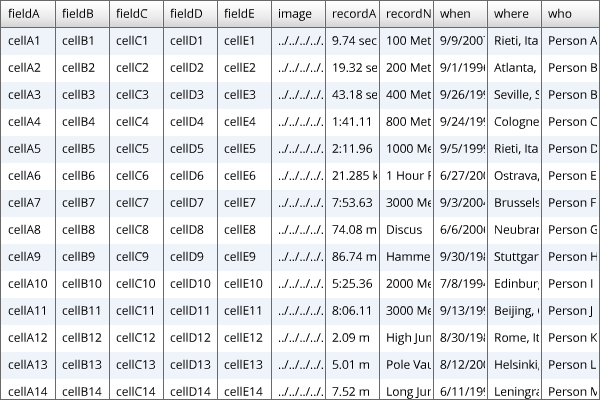 fieldA fieldB fieldC fieldD fieldE image recordA recordN when where who
cellA1 cellB1 cellC1 cellD1 cellE1 ../../../../. 9.74 sec 100 Met 9/9/200 Rieti, Ita Person A
cellA2 cellB2 cellC2 cellD2 cellE2 ../../../../. 19.32 se 200 Met 9/1/199 Atlanta, Person B
cellA3 cellB3 cellC3 cellD3 cellE3 ../../../../. 43.18 sec 400 Met 9/26/19 Seville, S Person B
cellA4 cellB4 cellC4 cellD4 cellE4 ../../../../. 1:41.11 800 Met 9/24/19 Cologne Person C
cellA5 cellB5 cellC5 cellD5 cellE5 ../../../../. 2:11.96 1000 Me 9/5/199 Rieti, Ita Person D
cellA6 cellB6 cellC6 cellD6 cellE6 ../../../../. 21.285 k 1 Hour R 6/27/20 Ostrava, Person E
cellA7 cellB7 cellC7 cellD7 cellE7 ../../../../. 7:53.63 3000 Me 9/3/200 Brussels Person F
cellA8 cellB8 cellC8 cellD8 cellE8 ../../../../. 74.08 m Discus 6/6/200 Neubran Person G
cellA9 cellB9 cellC9 cellD9 cellE9 ../../../../. 86.74 m Hamme 9/30/19 Stuttgar Person H
cellA10 cellB10 cellC10 cellD10 cellE10 ../../../../. 5:25.36 2000 Me 7/8/199 Edinbur Person I
cellA11 cellB11 cellC11 cellD11 cellE11 ../../../../. 8:06.11 3000 Me 9/13/19 Beijing, Person J
cellA12 cellB12 cellC12 cellD12 cellE12 ../../../../. 2.09 m High Jun 8/30/19 Rome, It Person K
cellA13 cellB13 cellC13 cellD13 cellE13 ../../../../. 5.01 m Pole Vau 8/12/20 Helsinki, Person L
cellA14 cellB14 cellC14 cellD14 cellE14 ../../../../. 7.52 m Long Jur 6/11/19 Leningra Person M